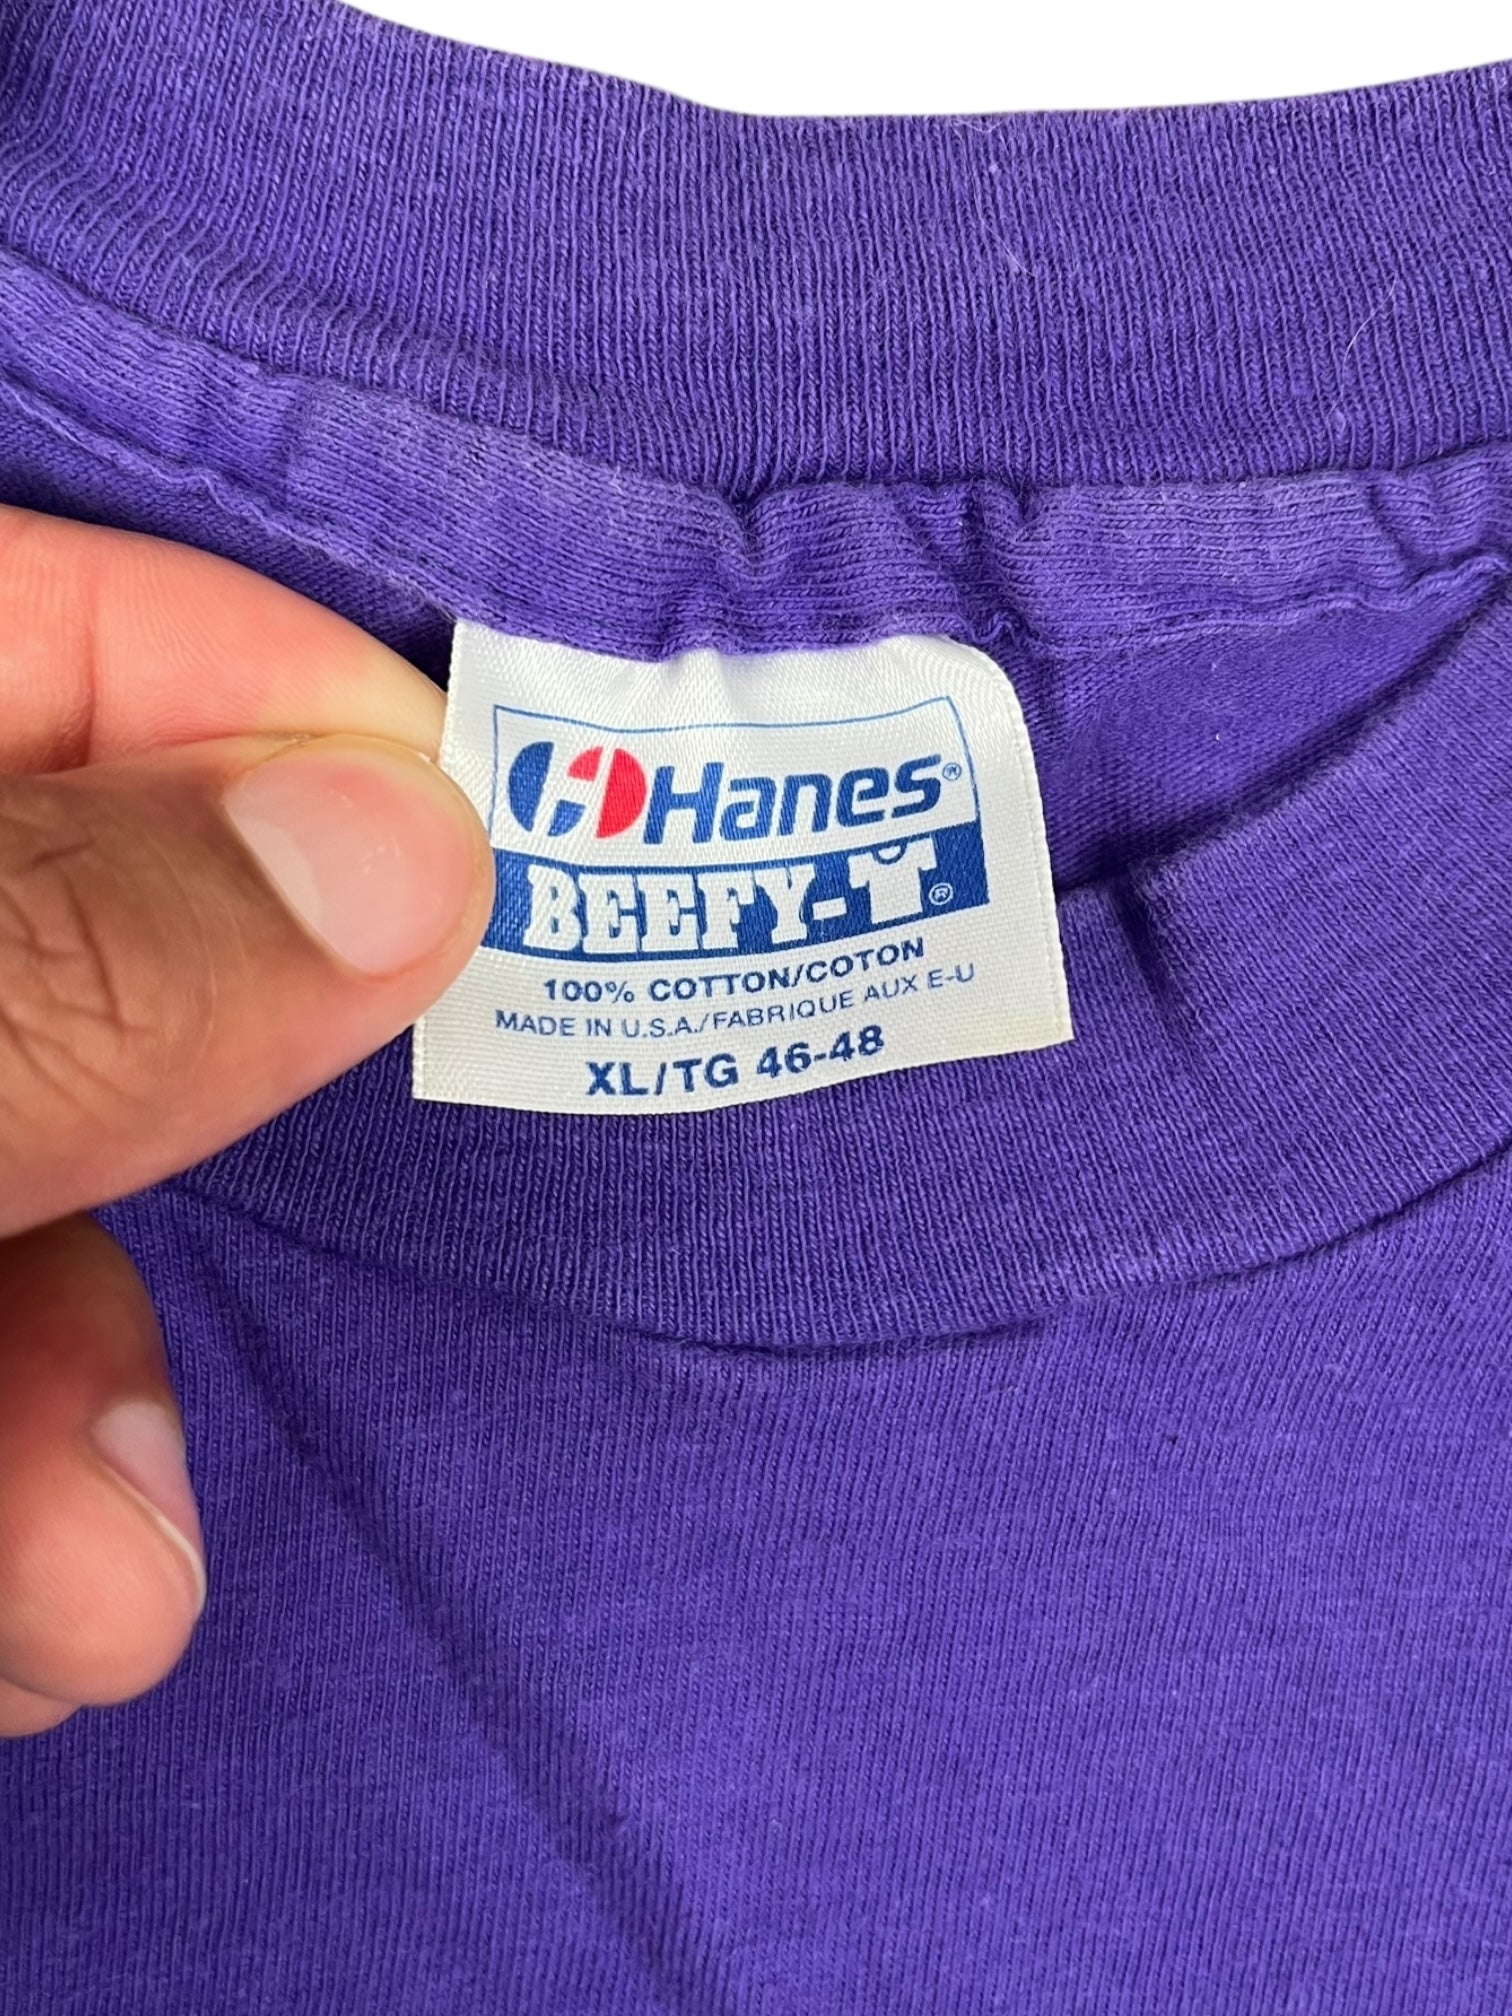 Hanes®
BEEFY-T®
100% COTTON/COTON
MADE IN U.S.A./FABRIQUE AUX E-U
XL/TG 46-48